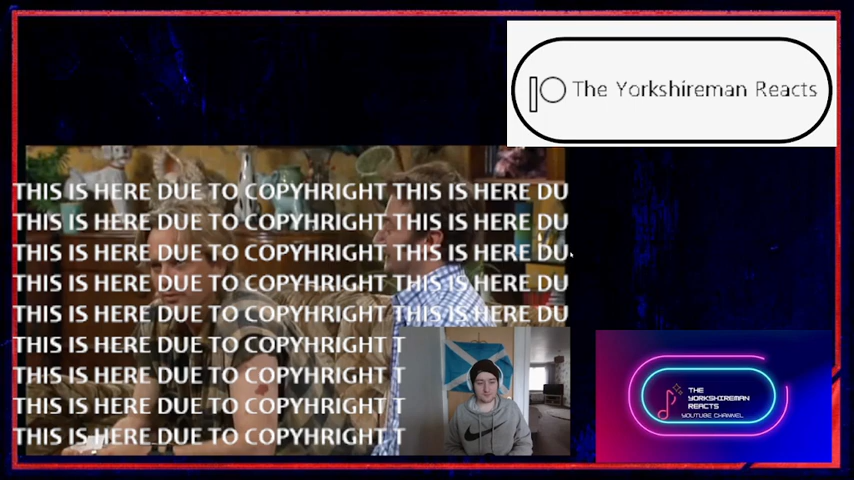 The Yorkshireman Reacts
THIS IS HERE DUE TO COPYHRIGHT THIS IS HERE DU
THIS IS HERE DUE TO COPYHRIGHT THIS IS HERE DU
THIS IS HERE DUE TO COPYHRIGHT THIS IS HERE DU
THIS IS HERE DUE TO COPYHRIGHT THIS IS HERE DU
THIS IS HERE DUE TO COPYHRIGHT THIS IS HERE DU
THIS IS HERE DUE TO COPYHRIGHT T
THIS IS HERE DUE TO COPYHRIGHT T
THIS IS HERE DUE TO COPYHRIGHT T
THIS IS HERE DUE TO COPYHRIGHT T
THE
YORKSHIREMAN
REACTS
YOUTUBE CHANNEL